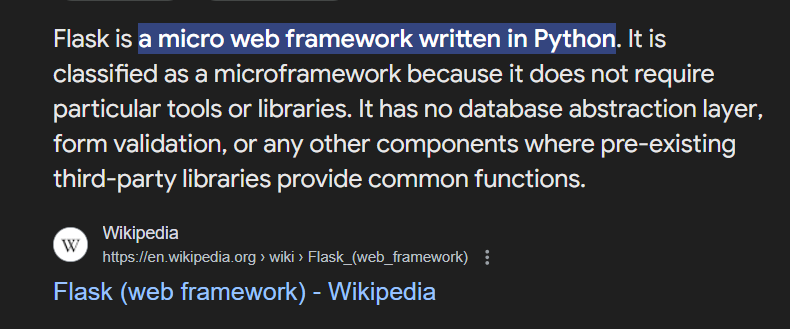 Flask is a micro web framework written in Python. It is
classified as a microframework because it does not require
particular tools or libraries. It has no database abstraction layer,
form validation, or any other components where pre-existing
third-party libraries provide common functions.
W
Wikipedia
https://en.wikipedia.org › wiki › Flask_(web_framework)
Flask (web framework) - Wikipedia